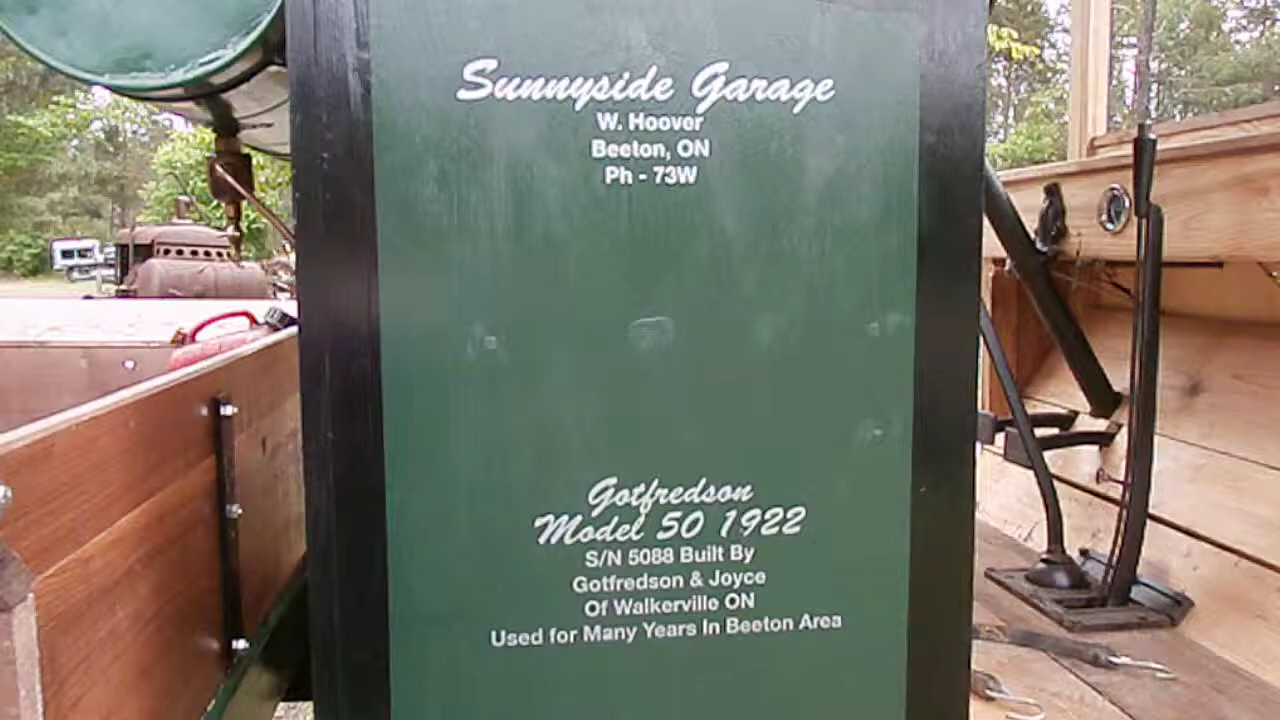 Sunnyside Garage
W. Hoover
Beeton, ON
Ph - 73W
Gotfredson
Model 50 1922
S/N 5088 Built By
Gotfredson & Joyce
Of Walkerville ON
Used for Many Years In Beeton Area